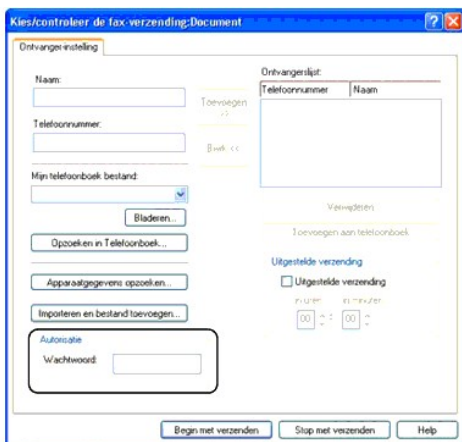 Kies/controleer de fax-verzending:Document
Ontvanger-instelling
Naam:
Toevoegen
>>
Telefoonnummer:
Bewerk <<
Mijn telefoonboek bestand:
Bladeren...
Opzoeken in Telefoonboek...
Apparaatgegevens opzoeken...
Importeren en bestand toevoegen...
Autorisatie
Wachtwoord:
Ontvangerslijst:
Telefoonnummer Naam
Verwijderen
Toevoegen aan telefoonboek
Uitgestelde verzending
Uitgestelde verzending
in uren in minuten
00 : 00
Begin met verzenden Stop met verzenden Help